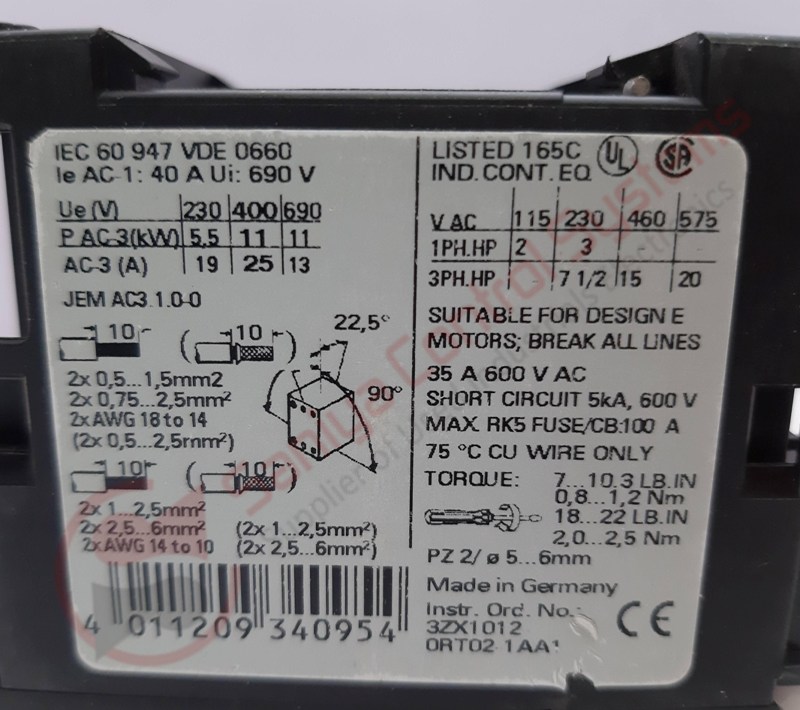 IEC 60 947 VDE 0660
Ie AC-1: 40 A Ui: 690 V
Ue (V) 230 400 690
P AC-3(kW) 5,5 11 11
AC-3 (A) 19 25 13
JEM AC3 1.0-0
10 (10)
22,5°
90°
2x 0,5...1,5mm2
2x 0,75...2,5mm²
2x AWG 18 to 14
(2x 0,5...2,5mm²)
10 (10)
2x 1...2,5mm²
2x 2,5...6mm² (2x 1...2,5mm²)
2x AWG 14 to 10 (2x 2,5...6mm²)
4 011209 340954
LISTED 165C UL SA
IND. CONT. EQ
V AC 115 230 460 575
1PH.HP 2 3
3PH.HP - 7 1/2 15 20
SUITABLE FOR DESIGN E
MOTORS; BREAK ALL LINES
35 A 600 V AC
SHORT CIRCUIT 5kA, 600 V
MAX. RK5 FUSE/CB:100 A
75 °C CU WIRE ONLY
TORQUE: 7...10.3 LB.IN
0,8...1,2 Nm
18...22 LB.IN
2,0...2,5 Nm
PZ 2/ ø 5...6mm
Made in Germany
Instr. Ord. No.:
3ZX1012
0RT02-1AA1
CE